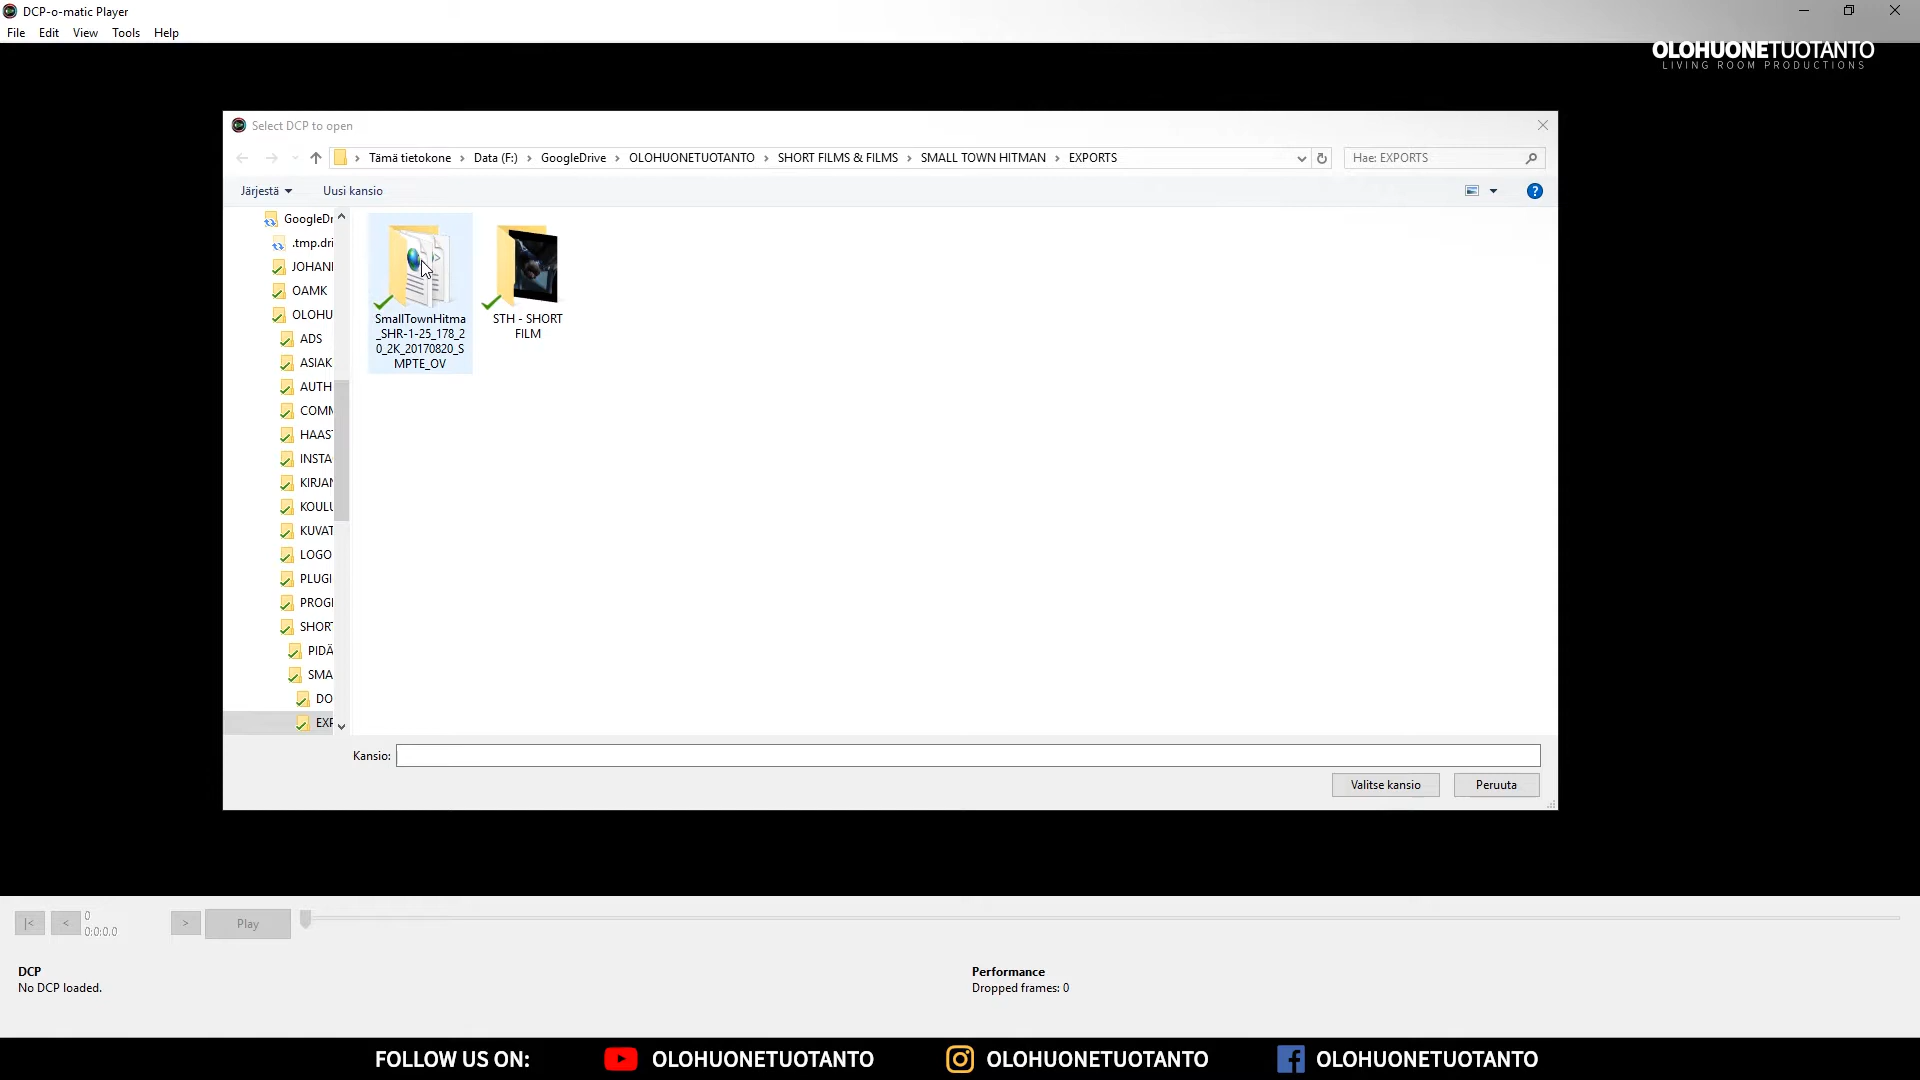 DCP-o-matic Player
File Edit View Tools Help
OLOHUONETUOTANTO
LIVING ROOM PRODUCTIONS
Select DCP to open
Tämä tietokone > Data (F:) > GoogleDrive > OLOHUONETUOTANTO > SHORT FILMS & FILMS > SMALL TOWN HITMAN > EXPORTS
Hae: EXPORTS
Järjestä Uusi kansio
GoogleDr
.tmp.dri
JOHANI
OAMK
OLOHU
ADS
ASIAK
AUTH
COMM
HAAST
INSTA
KIRJAN
KOULU
KUVAT
LOGO
PLUGI
PROGI
SHORT
PIDÄ
SMA
DO
EXP
SmallTownHitma
_SHR-1-25_178_2
0_2K_20170820_S
MPTE_OV
STH - SHORT
FILM
Kansio:
Valitse kansio Peruuta
|< < 0
0:0:0.0
> Play
DCP
No DCP loaded.
Performance
Dropped frames: 0
FOLLOW US ON: OLOHUONETUOTANTO OLOHUONETUOTANTO OLOHUONETUOTANTO